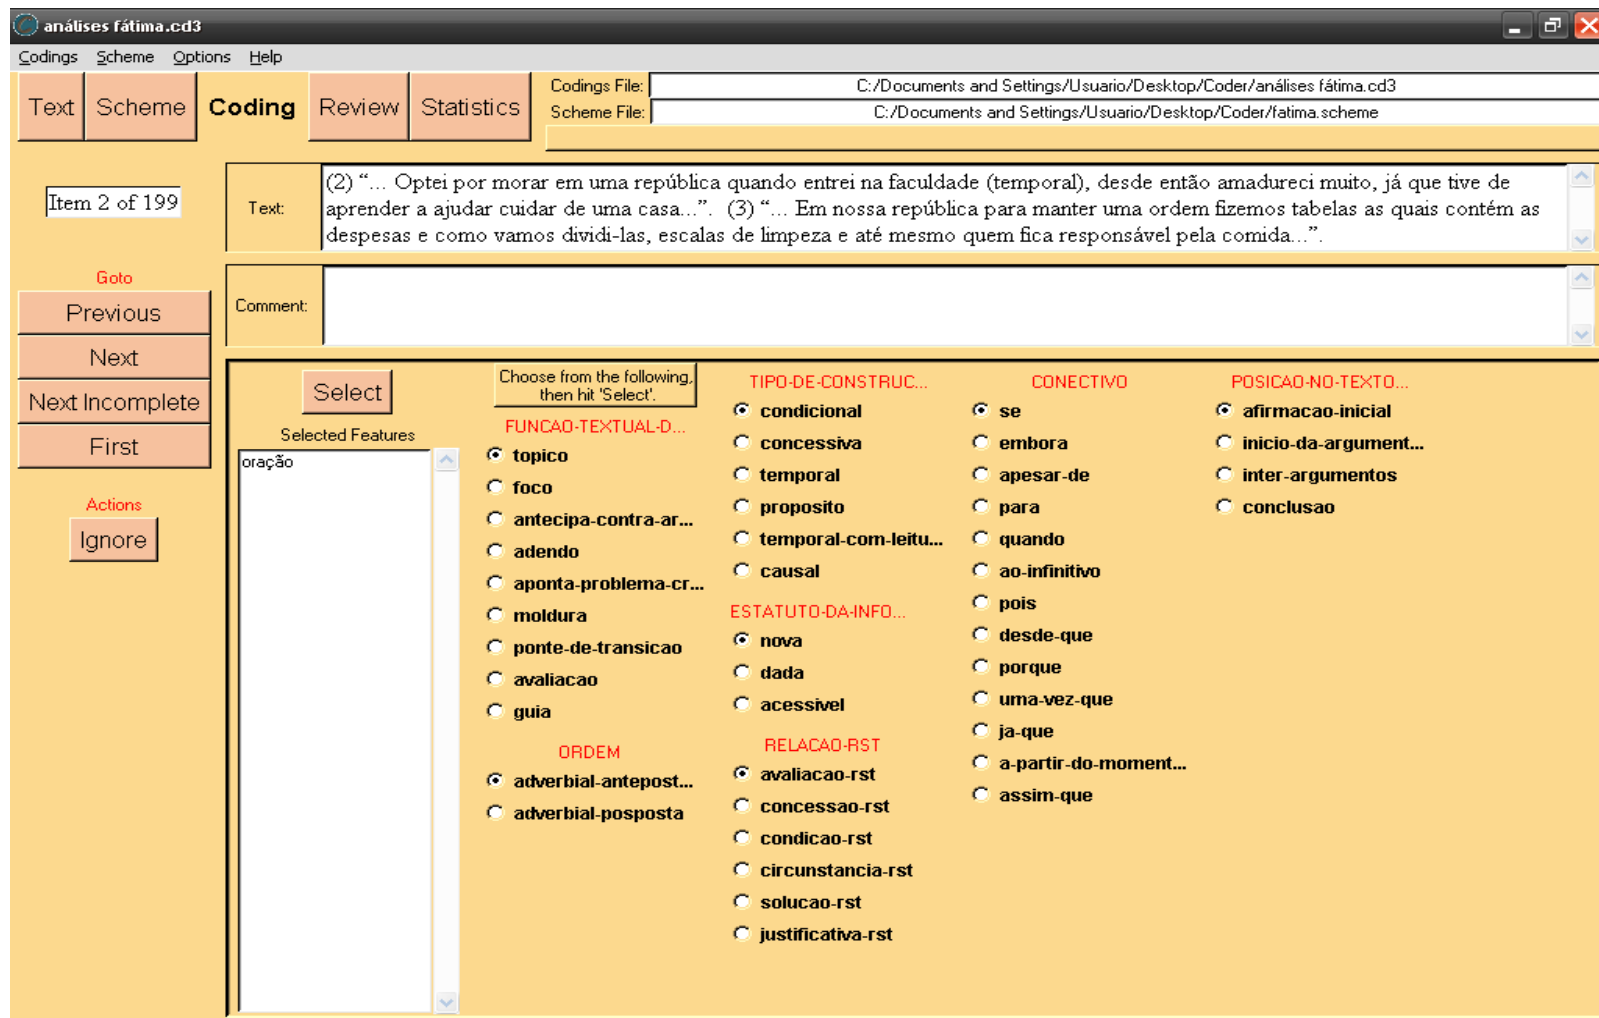 análises fátima.cd3
Codings Scheme Options Help
Text Scheme Coding Review Statistics
Codings File: C:/Documents and Settings/Usuario/Desktop/Coder/análises fátima.cd3
Scheme File: C:/Documents and Settings/Usuario/Desktop/Coder/fatima.scheme
Item 2 of 199
Text:
(2) “... Optei por morar em uma república quando entrei na faculdade (temporal), desde então amadureci muito, já que tive de
aprender a ajudar cuidar de uma casa...”.  (3) “... Em nossa república para manter uma ordem fizemos tabelas as quais contém as
despesas e como vamos dividi-las, escalas de limpeza e até mesmo quem fica responsável pela comida...”.
Goto
Previous
Next
Next Incomplete
First
Actions
Ignore
Comment:
Select
Selected Features
oração
Choose from the following,
then hit 'Select'.
FUNCAO-TEXTUAL-D...
topico
foco
antecipa-contra-ar...
adendo
aponta-problema-cr...
moldura
ponte-de-transicao
avaliacao
guia
ORDEM
adverbial-antepost...
adverbial-posposta
TIPO-DE-CONSTRUC...
condicional
concessiva
temporal
proposito
temporal-com-leitu...
causal
ESTATUTO-DA-INFO...
nova
dada
acessivel
RELACAO-RST
avaliacao-rst
concessao-rst
condicao-rst
circunstancia-rst
solucao-rst
justificativa-rst
CONECTIVO
se
embora
apesar-de
para
quando
ao-infinitivo
pois
desde-que
porque
uma-vez-que
ja-que
a-partir-do-moment...
assim-que
POSICAO-NO-TEXTO...
afirmacao-inicial
inicio-da-argument...
inter-argumentos
conclusao